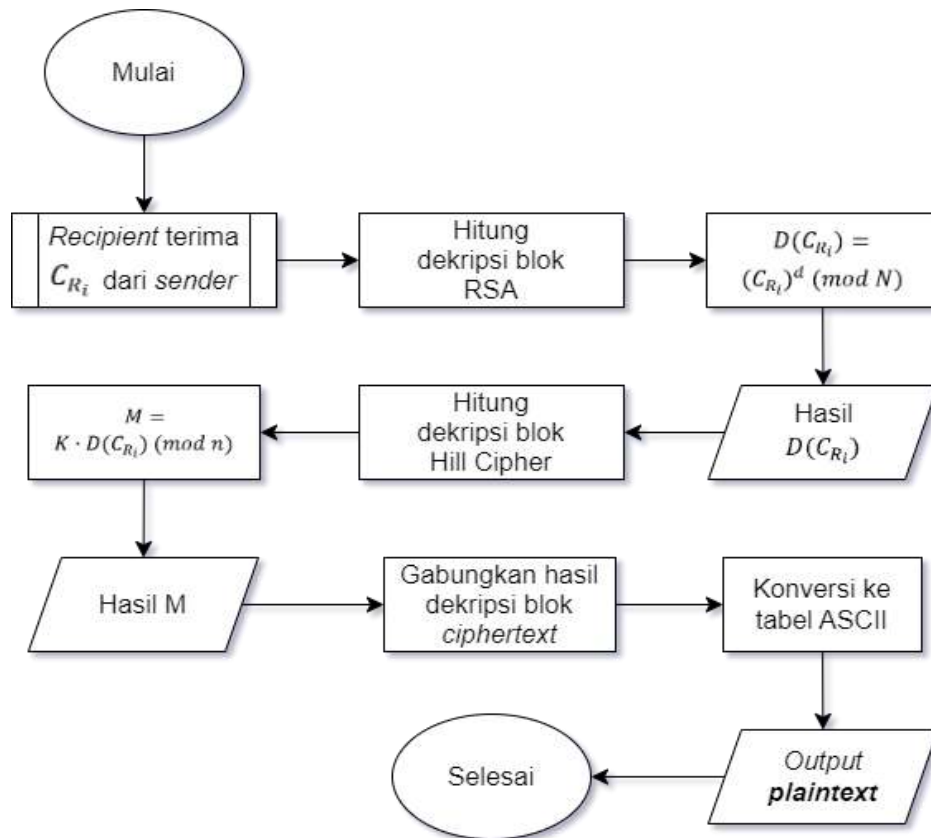 Mulai
Recipient terima
C_{R_i} dari sender
Hitung
dekripsi blok
RSA
D(C_{R_i}) =
(C_{R_i})^d (mod N)
Hasil
D(C_{R_i})
Hitung
dekripsi blok
Hill Cipher
M =
K · D(C_{R_i}) (mod n)
Hasil M
Gabungkan hasil
dekripsi blok
ciphertext
Konversi ke
tabel ASCII
Output
plaintext
Selesai